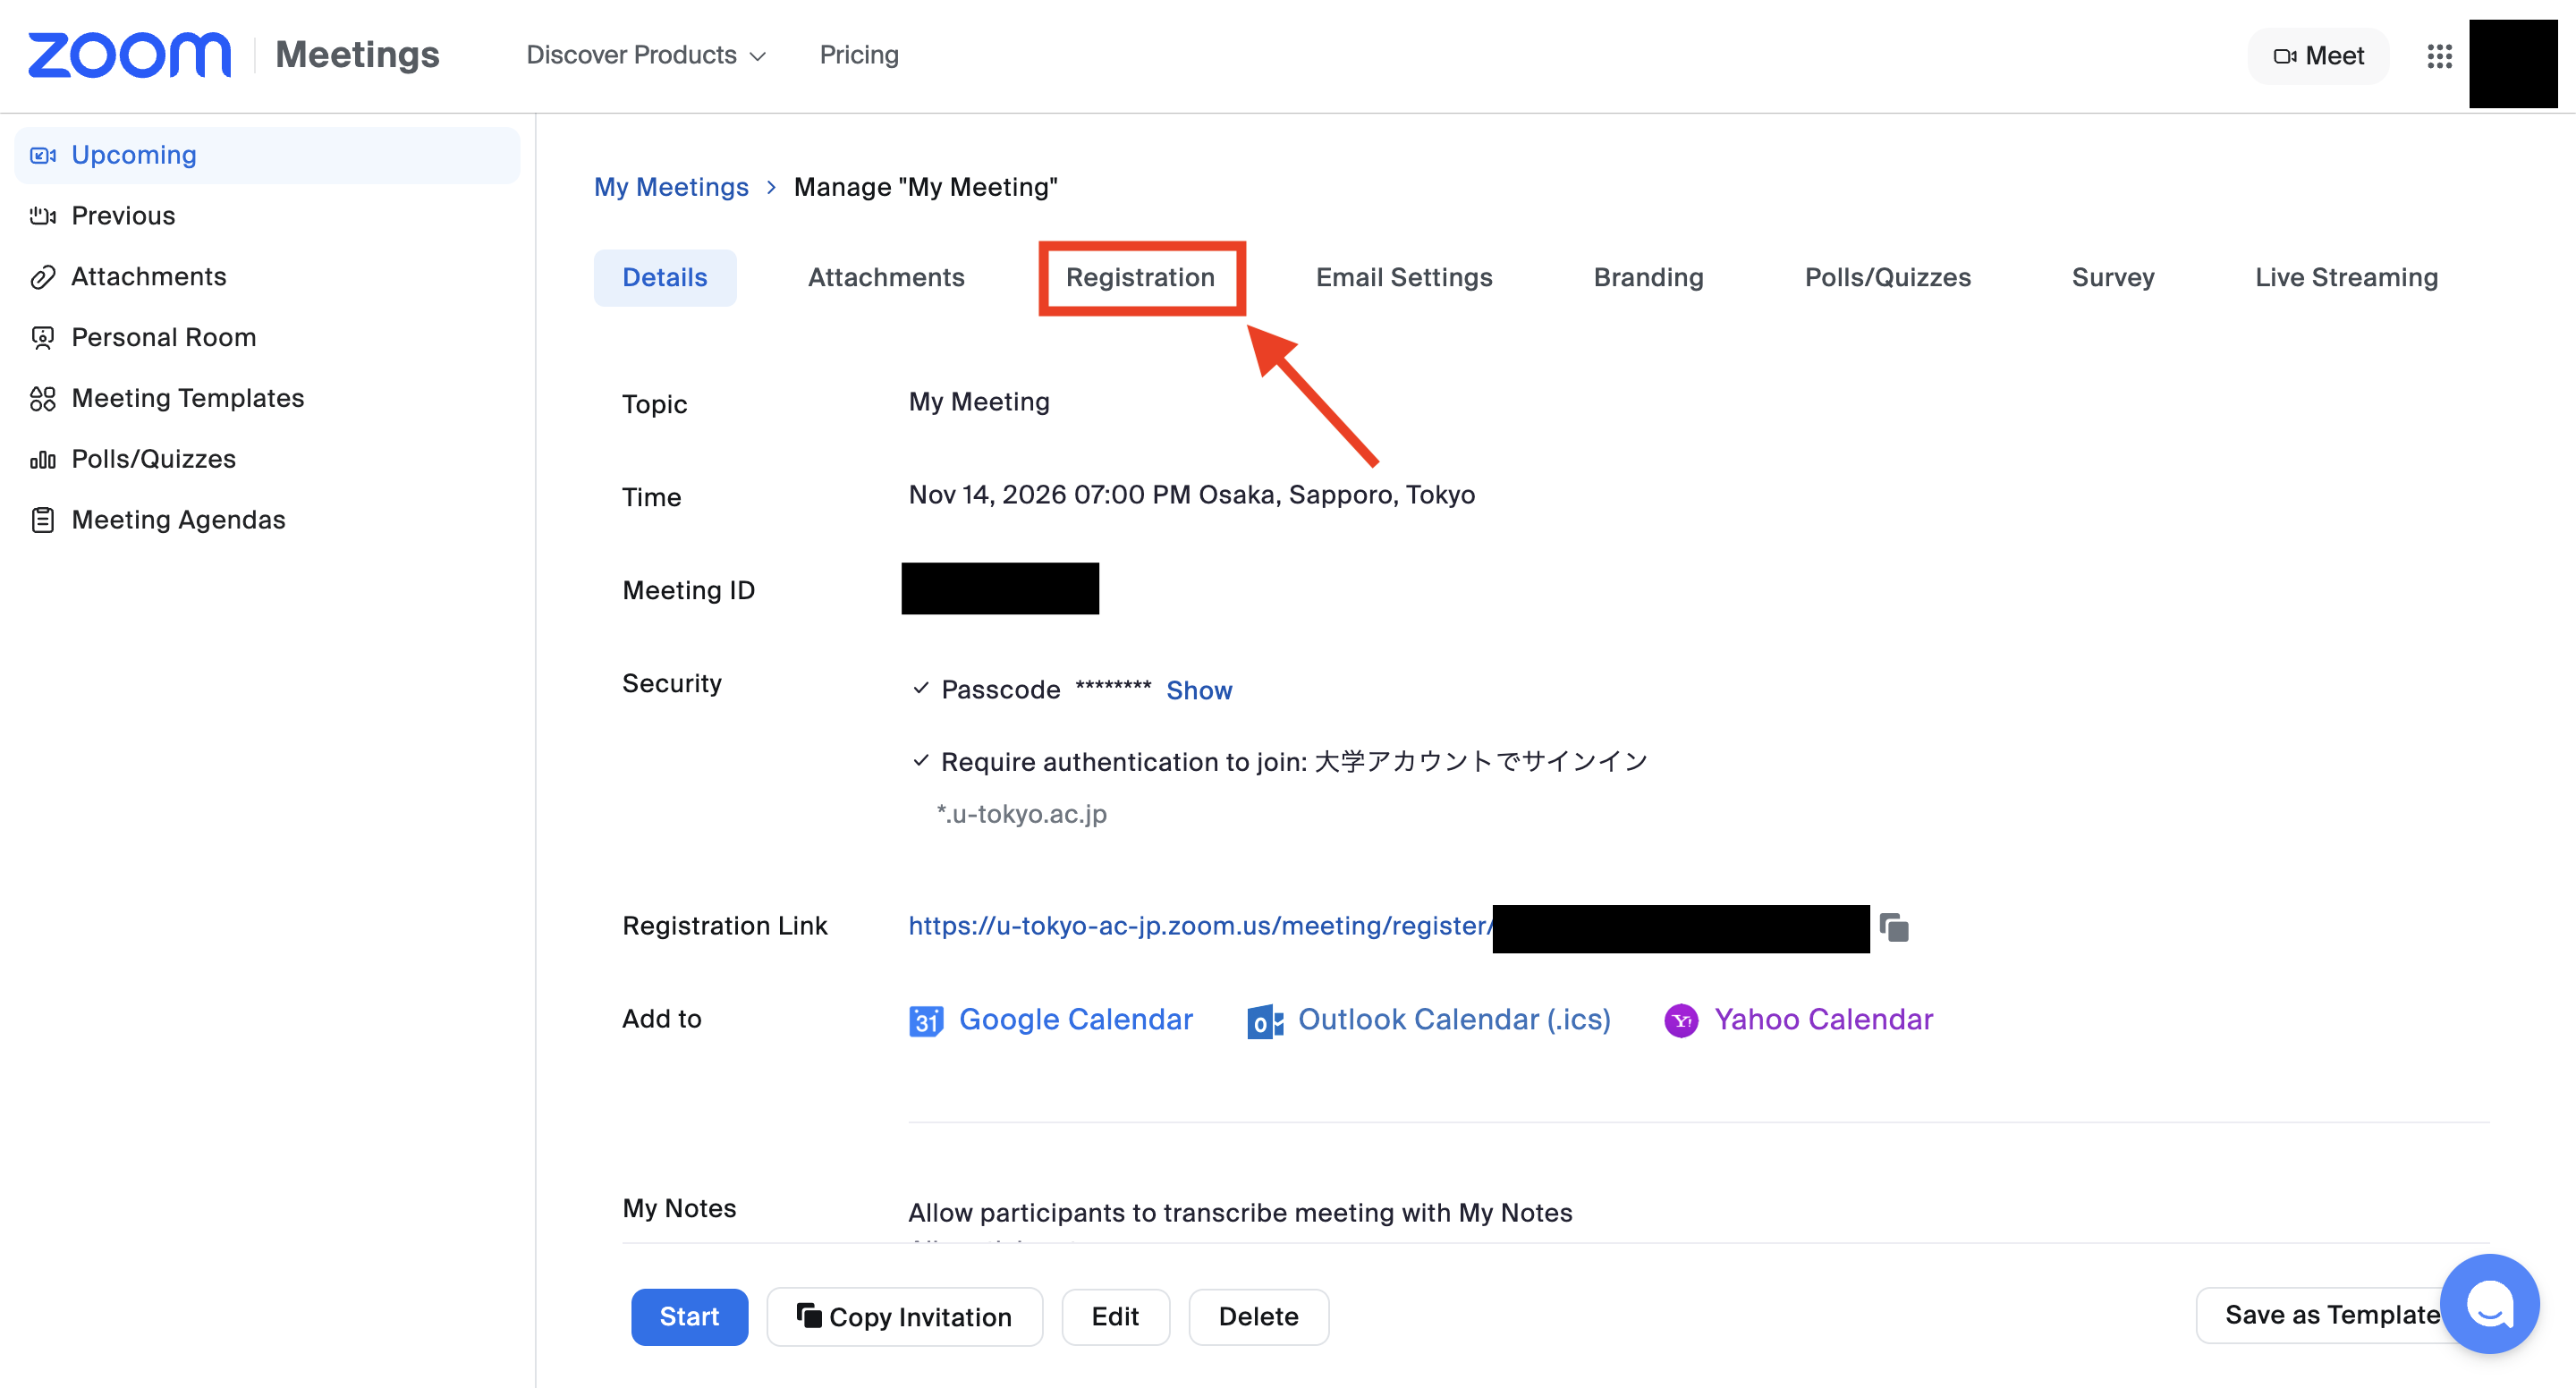 zoom Meetings Discover Products Pricing Meet
Upcoming
Previous
Attachments
Personal Room
Meeting Templates
Polls/Quizzes
Meeting Agendas
My Meetings > Manage "My Meeting"
Details Attachments Registration Email Settings Branding Polls/Quizzes Survey Live Streaming
Topic My Meeting
Time Nov 14, 2026 07:00 PM Osaka, Sapporo, Tokyo
Meeting ID
Security ✓ Passcode ******** Show
✓ Require authentication to join: 大学アカウントでサインイン
*.u-tokyo.ac.jp
Registration Link https://u-tokyo-ac-jp.zoom.us/meeting/register/
Add to 31 Google Calendar Outlook Calendar (.ics) Y! Yahoo Calendar
My Notes Allow participants to transcribe meeting with My Notes
Start Copy Invitation Edit Delete Save as Template